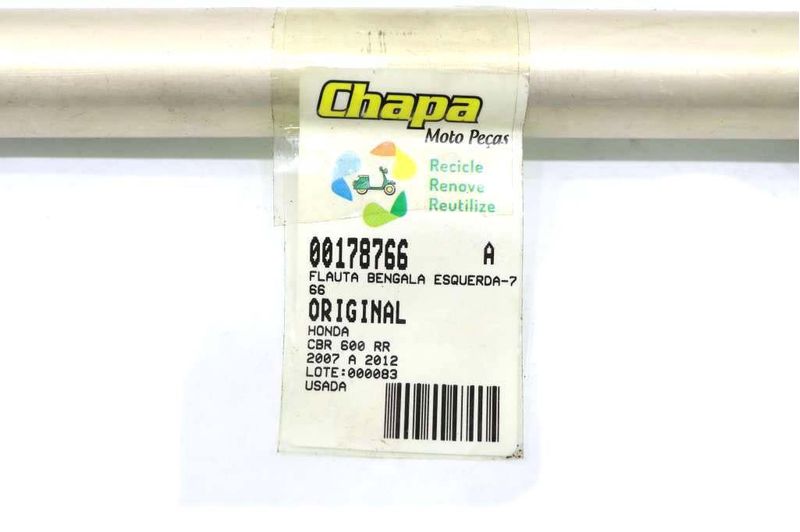 Chapa
Moto Peças
Recicle
Renove
Reutilize
00178766 A
FLAUTA BENGALA ESQUERDA-7
66
ORIGINAL
HONDA
CBR 600 RR
2007 A 2012
LOTE:000083
USADA